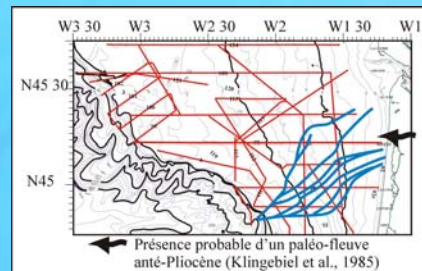 W3 30 W3 W2 30 W2 W1 30 W1
N45 30
N45
Présence probable d'un paléo-fleuve
anté-Pliocène (Klingebiel et al., 1985)